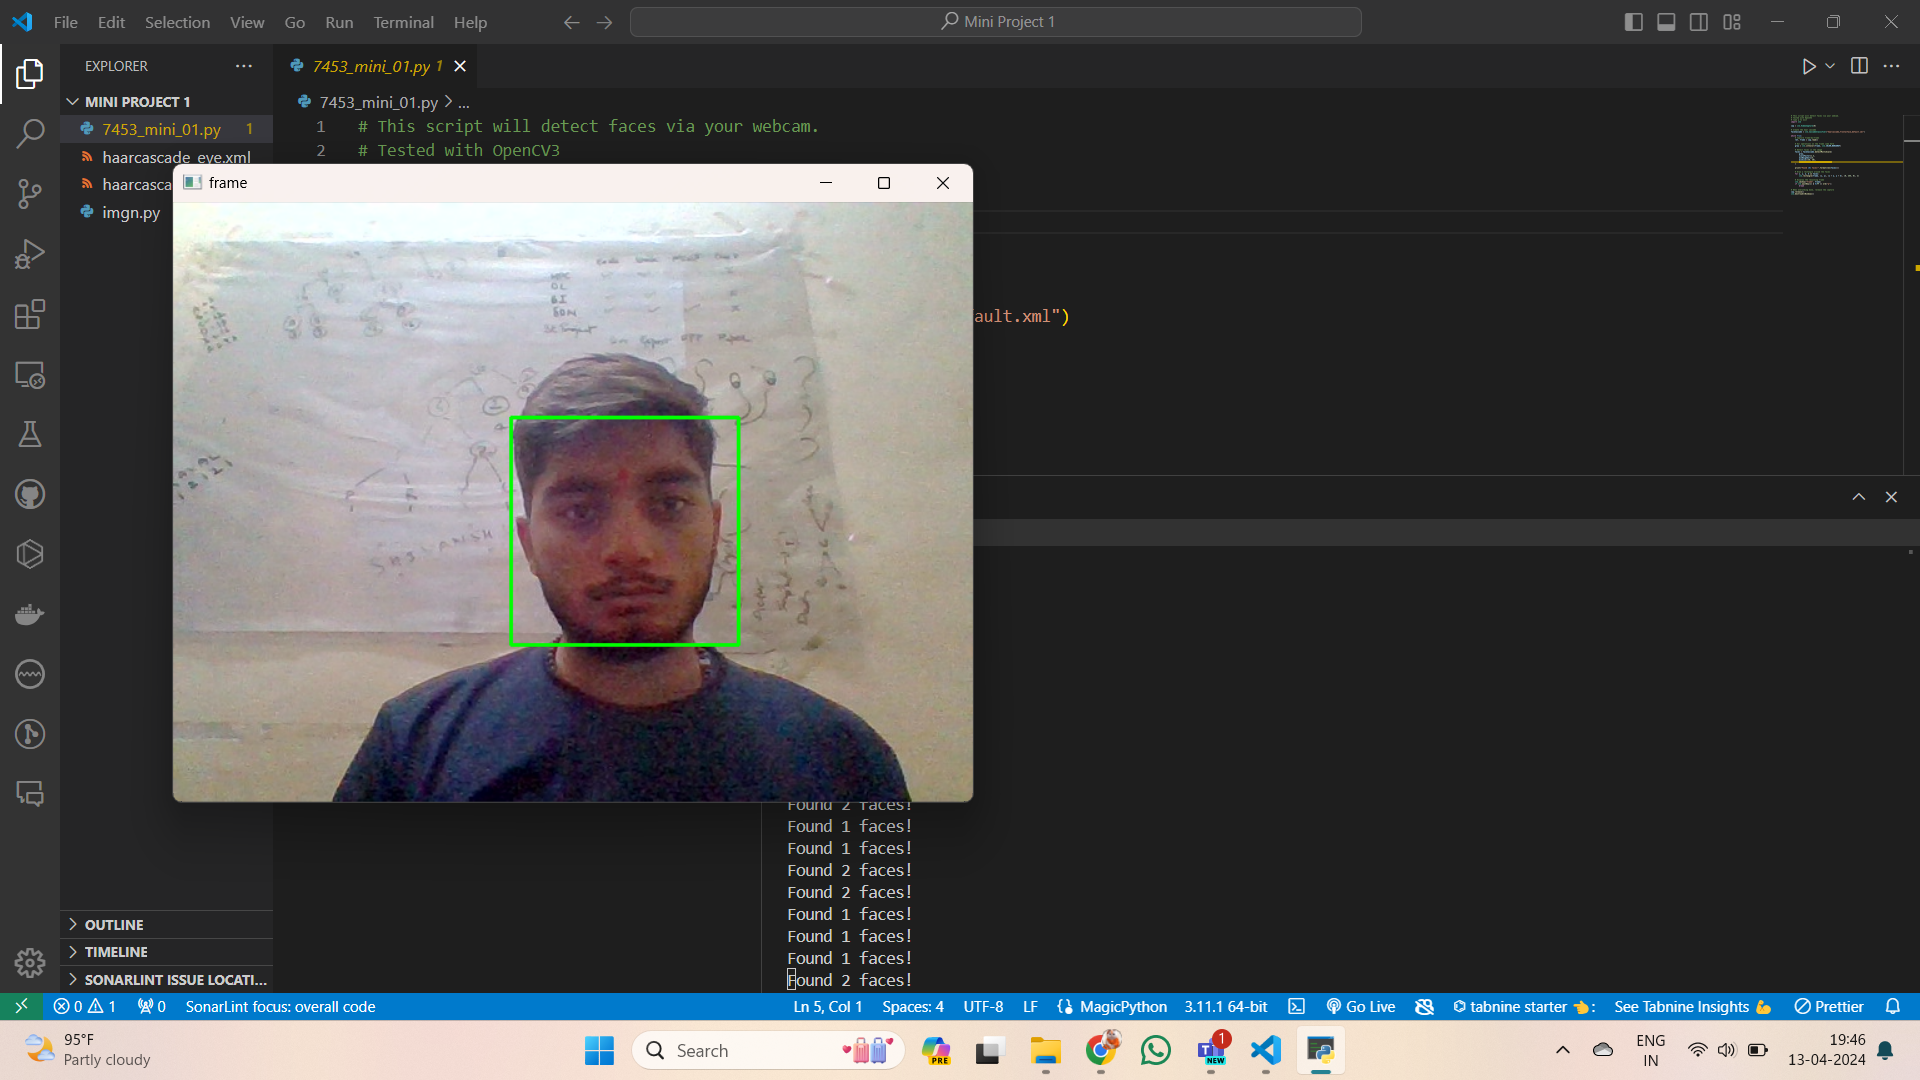 File Edit Selection View Go Run Terminal Help
Mini Project 1
EXPLORER
MINI PROJECT 1
7453_mini_01.py 1
haarcascade_eye.xml
haarcasca
imgn.py
7453_mini_01.py 1
7453_mini_01.py > ...
1 # This script will detect faces via your webcam.
2 # Tested with OpenCV3
ault.xml")
frame
SHIVANSH
Found 2 faces!
Found 1 faces!
Found 1 faces!
Found 2 faces!
Found 2 faces!
Found 1 faces!
Found 1 faces!
Found 1 faces!
Found 2 faces!
OUTLINE
TIMELINE
SONARLINT ISSUE LOCATI...
0 1 0 SonarLint focus: overall code
Ln 5, Col 1 Spaces: 4 UTF-8 LF MagicPython 3.11.1 64-bit Go Live tabnine starter : See Tabnine Insights Prettier
95°F
Partly cloudy
Search
PRE
NEW
1
ENG
IN
19:46
13-04-2024